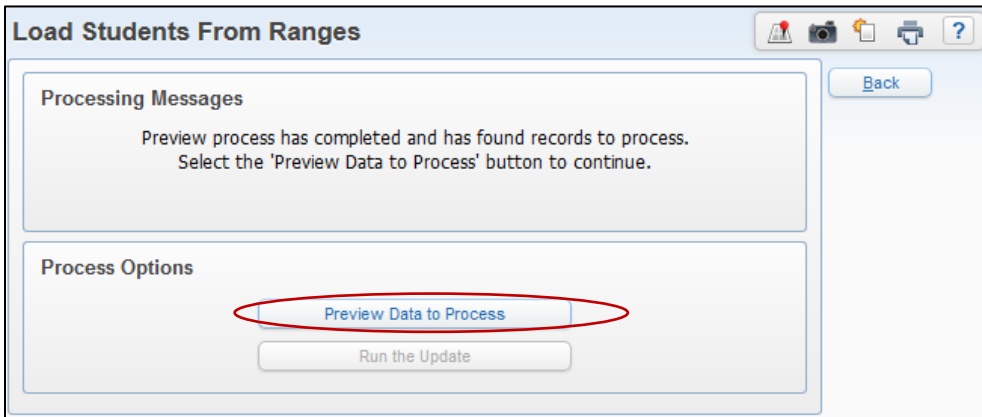 Load Students From Ranges
?
Back
Processing Messages
Preview process has completed and has found records to process.
Select the 'Preview Data to Process' button to continue.
Process Options
Preview Data to Process
Run the Update